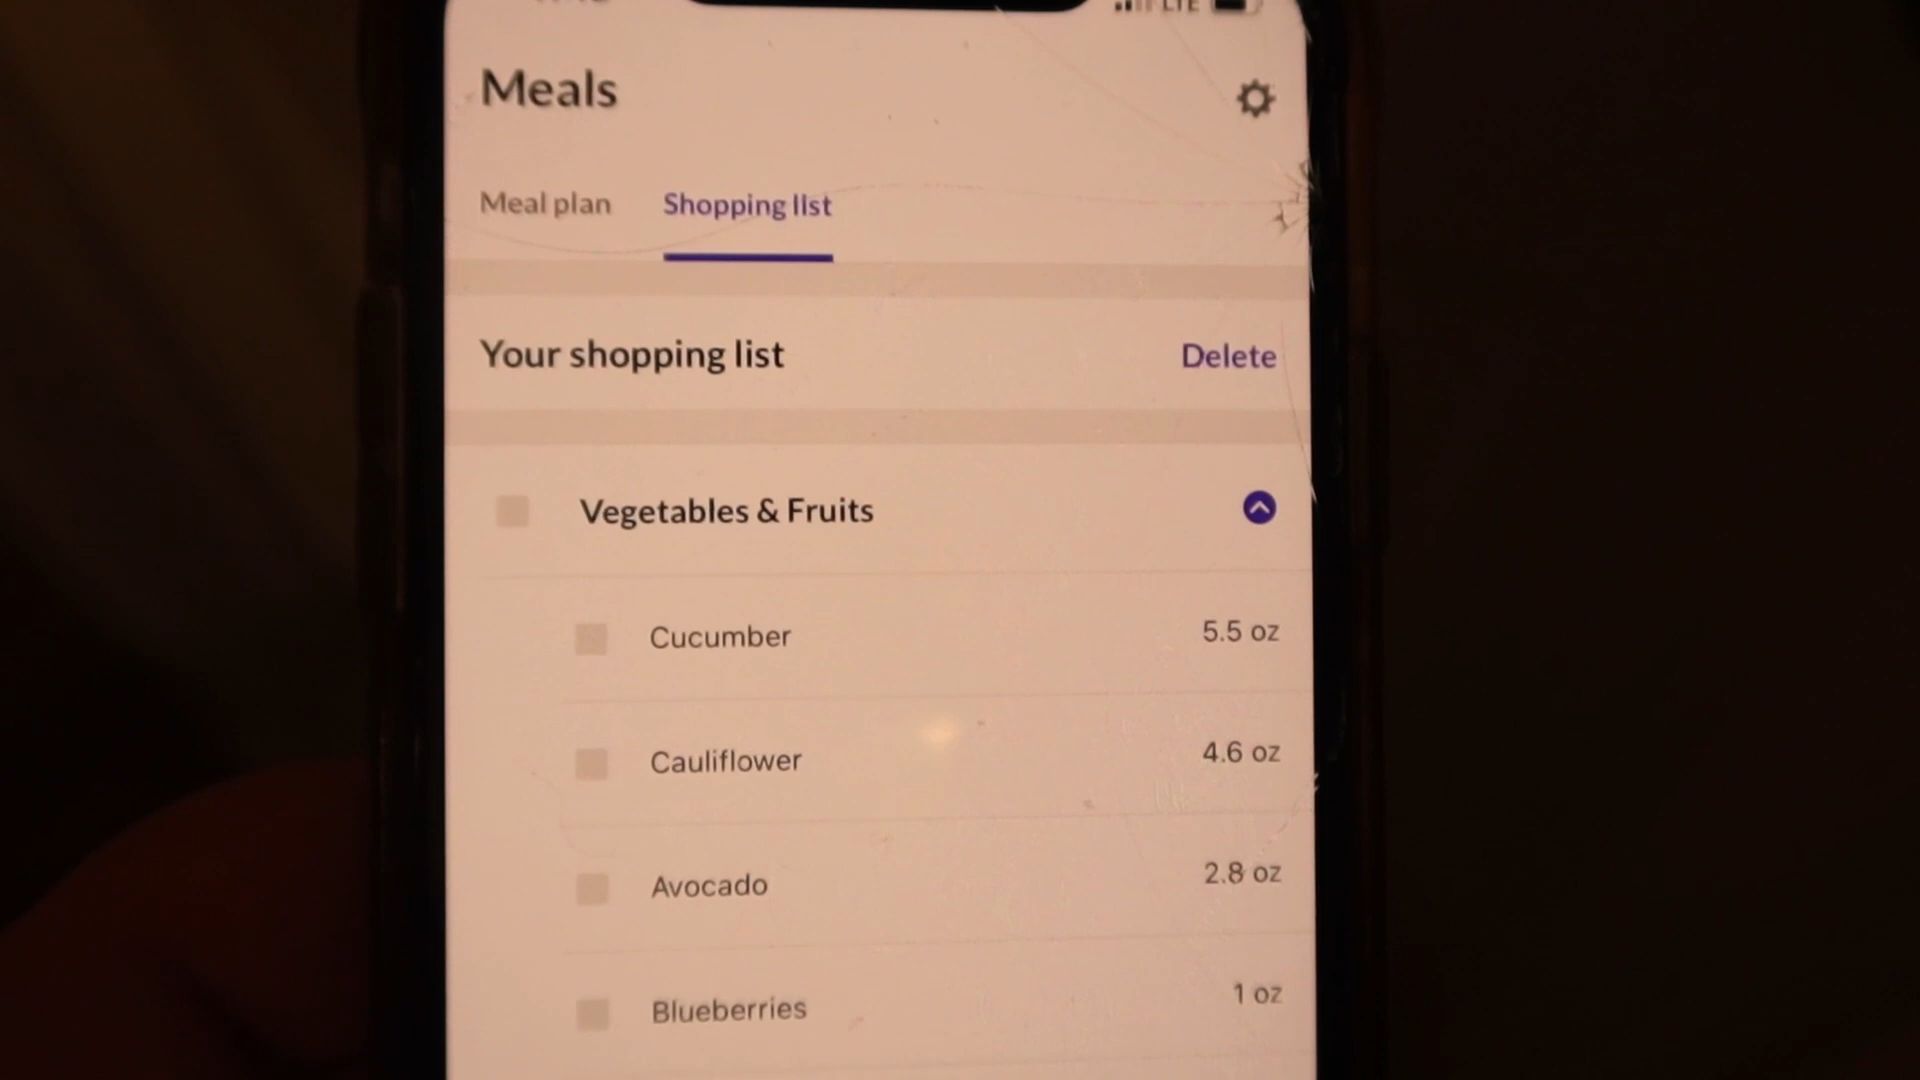 LTE
Meals
Meal plan Shopping list
Your shopping list Delete
Vegetables & Fruits
Cucumber 5.5 oz
Cauliflower 4.6 oz
Avocado 2.8 oz
Blueberries 1 oz